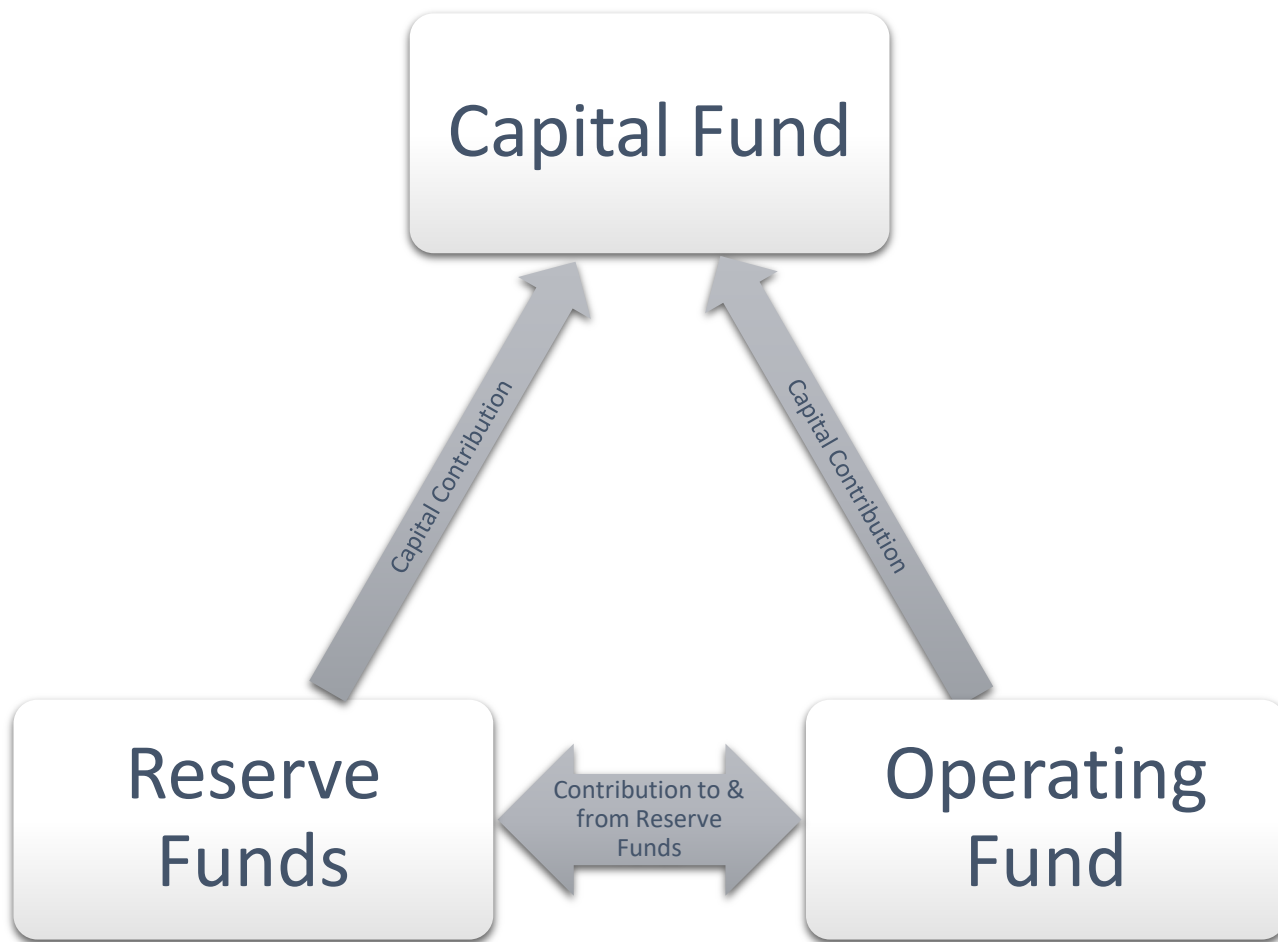 Capital Fund
Capital Contribution
Capital Contribution
Reserve
Funds
Contribution to &
from Reserve
Funds
Operating
Fund